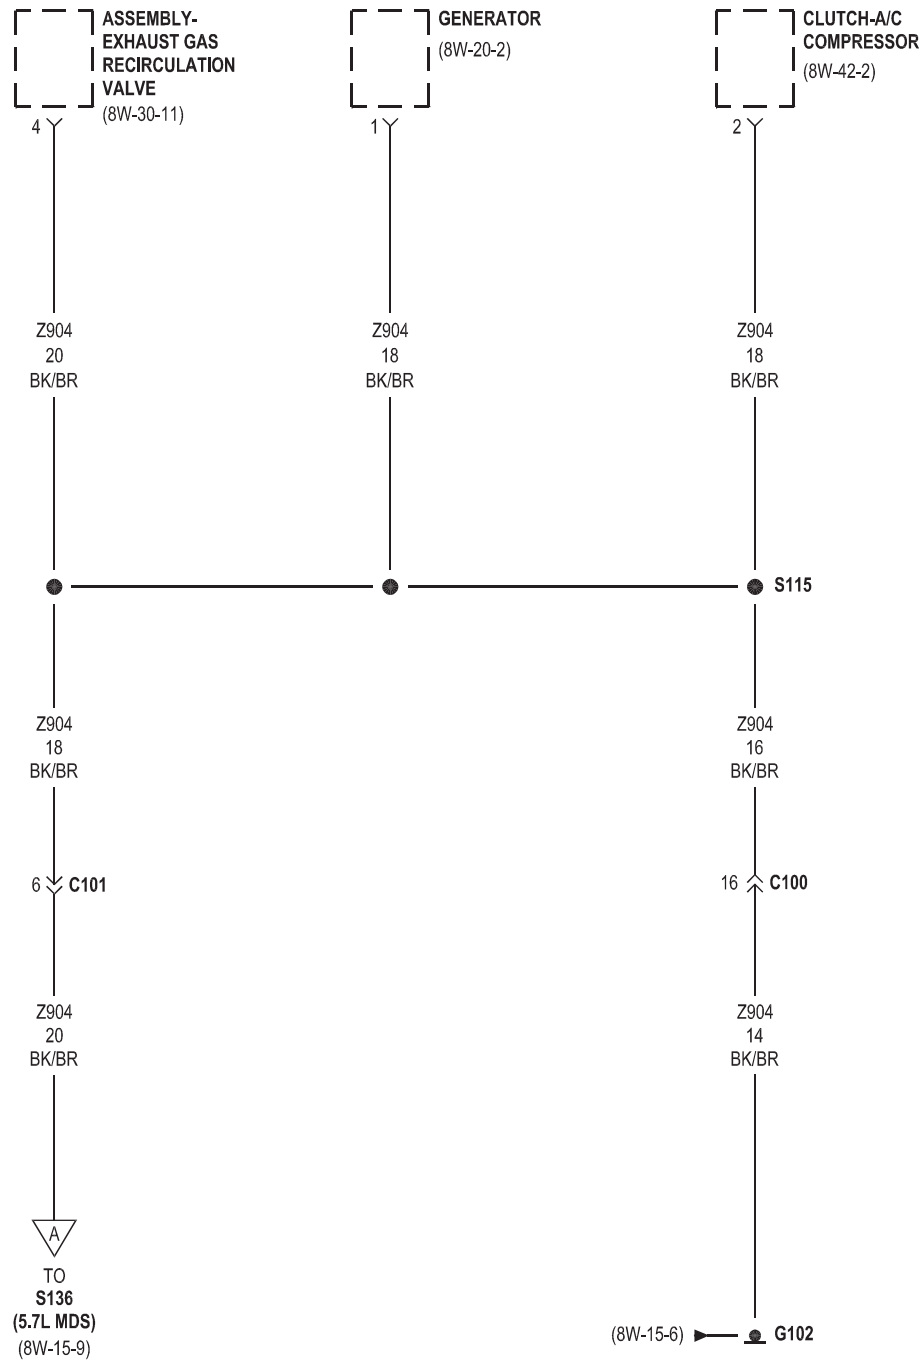 ASSEMBLY-
EXHAUST GAS
RECIRCULATION
VALVE
(8W-30-11)
GENERATOR
(8W-20-2)
CLUTCH-A/C
COMPRESSOR
(8W-42-2)
4
1
2
Z904
20
BK/BR
Z904
18
BK/BR
Z904
18
BK/BR
S115
Z904
18
BK/BR
Z904
16
BK/BR
6
C101
16
C100
Z904
20
BK/BR
Z904
14
BK/BR
A
TO
S136
(5.7L MDS)
(8W-15-9)
(8W-15-6)
G102